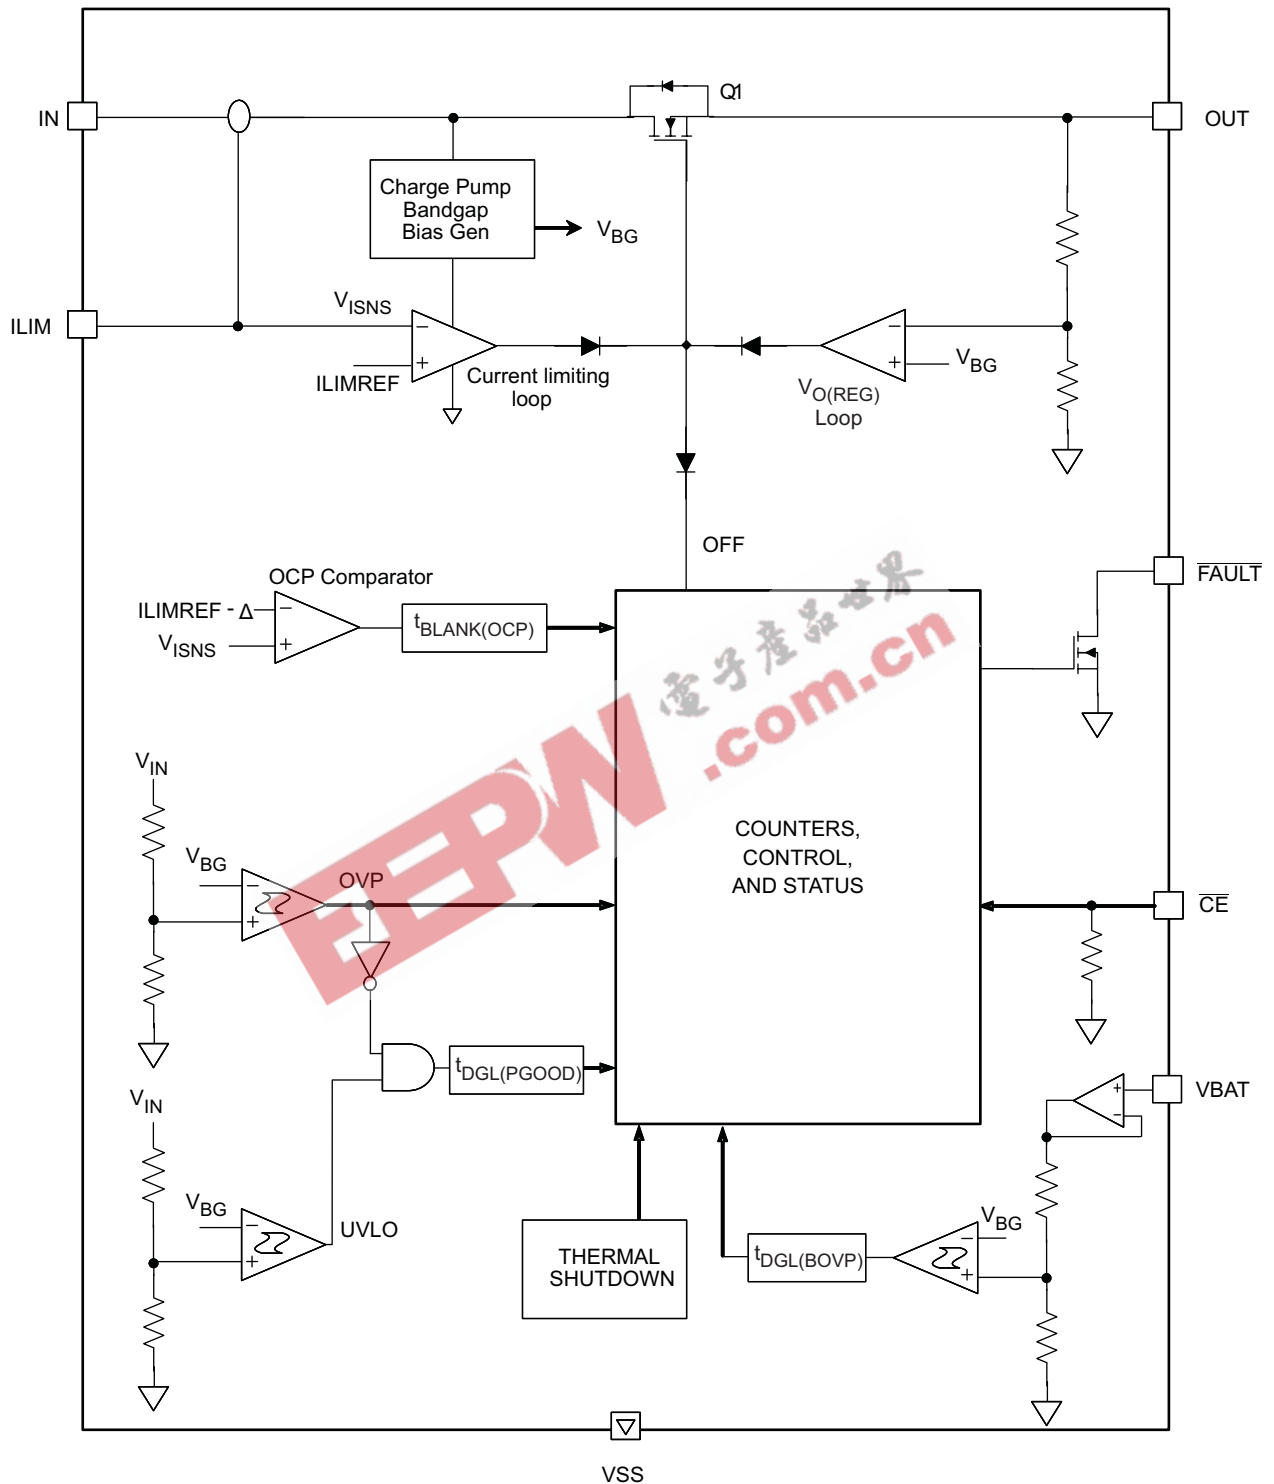 Q1
IN
OUT
Charge Pump
Bandgap
Bias Gen
VBG
VISNS
ILIM
ILIMREF
Current limiting
loop
VBG
VO(REG)
Loop
OFF
OCP Comparator
FAULT
ILIMREF - Δ
VISNS
tBLANK(OCP)
電子產品世界
.com.cn
EEPW
VIN
VBG
OVP
COUNTERS,
CONTROL,
AND STATUS
CE
tDGL(PGOOD)
VIN
VBAT
VBG
UVLO
THERMAL
SHUTDOWN
tDGL(BOVP)
VBG
VSS